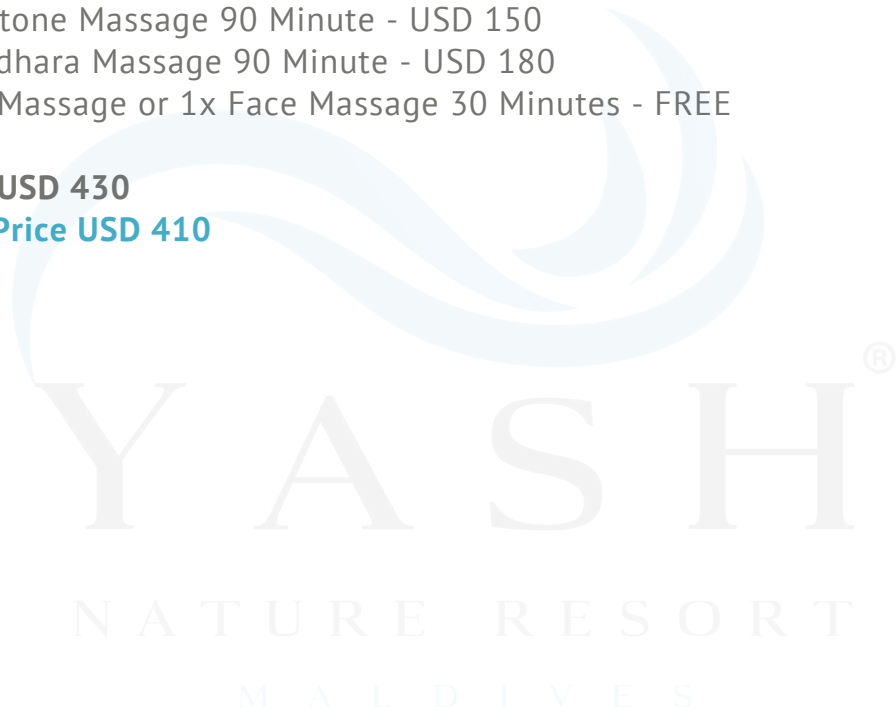 tone Massage 90 Minute - USD 150
dhara Massage 90 Minute - USD 180
Massage or 1x Face Massage 30 Minutes - FREE
USD 430
Price USD 410
®
YASH
NATURE RESORT
MALDIVES